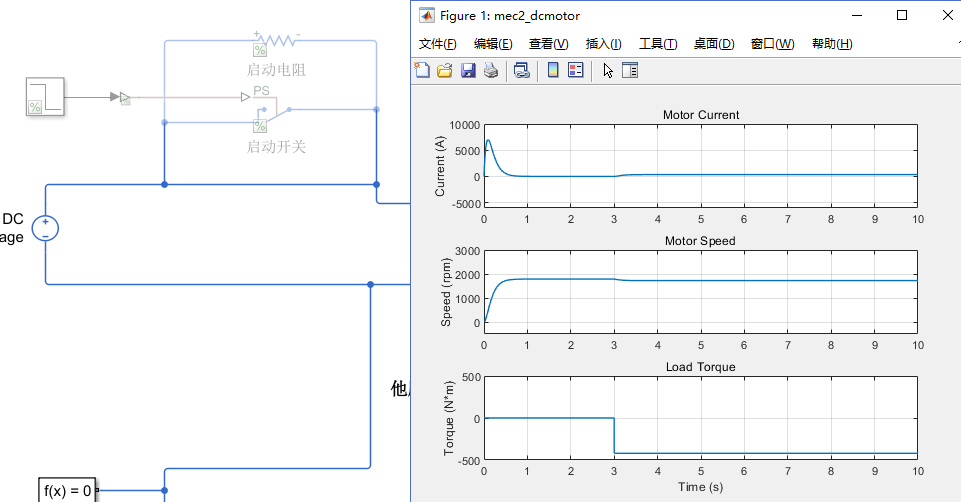 + -
%
启动电阻
PS
%
%
%
启动开关
DC
age
+
-
他
f(x) = 0
Figure 1: mec2_dcmotor
文件(F) 编辑(E) 查看(V) 插入(I) 工具(T) 桌面(D) 窗口(W) 帮助(H)
Motor Current
Current (A)
10000
5000
0
-5000
0 1 2 3 4 5 6 7 8 9 10
Motor Speed
Speed (rpm)
3000
2000
1000
0
0 1 2 3 4 5 6 7 8 9 10
Load Torque
Torque (N*m)
500
0
-500
0 1 2 3 4 5 6 7 8 9 10
Time (s)